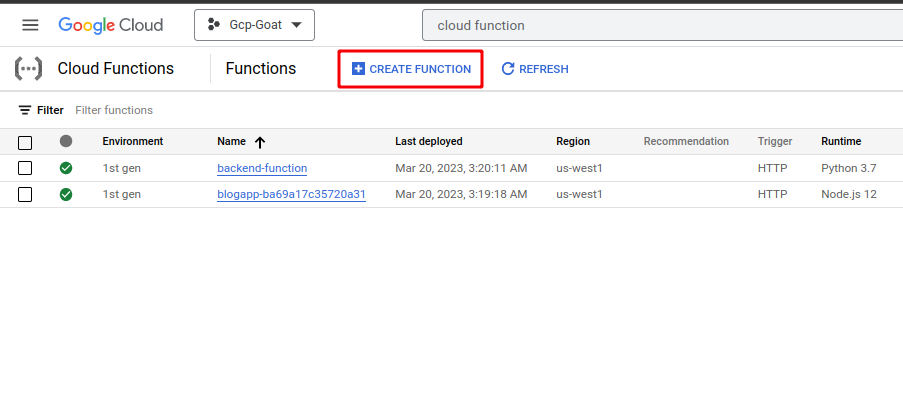 Google Cloud Gcp-Goat cloud function
Cloud Functions Functions CREATE FUNCTION REFRESH
Filter Filter functions
Environment Name Last deployed Region Recommendation Trigger Runtime
1st gen backend-function Mar 20, 2023, 3:20:11 AM us-west1 HTTP Python 3.7
1st gen blogapp-ba69a17c35720a31 Mar 20, 2023, 3:19:18 AM us-west1 HTTP Node.js 12